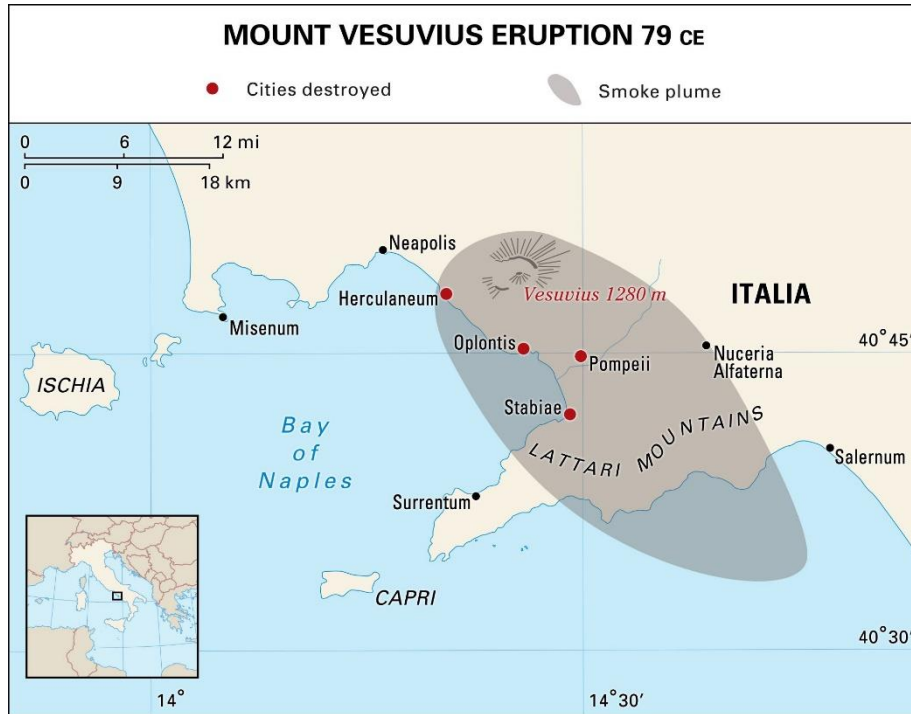 MOUNT VESUVIUS ERUPTION 79 CE
Cities destroyed
Smoke plume
0 6 12 mi
0 9 18 km
Neapolis
Herculaneum
Vesuvius 1280 m
ITALIA
Misenum
Oplontis
Pompeii
Nuceria
Alfaterna
40°45'
ISCHIA
Stabiae
Bay
of
Naples
LATTARI MOUNTAINS
Salernum
Surrentum
CAPRI
40°30'
14°
14°30'